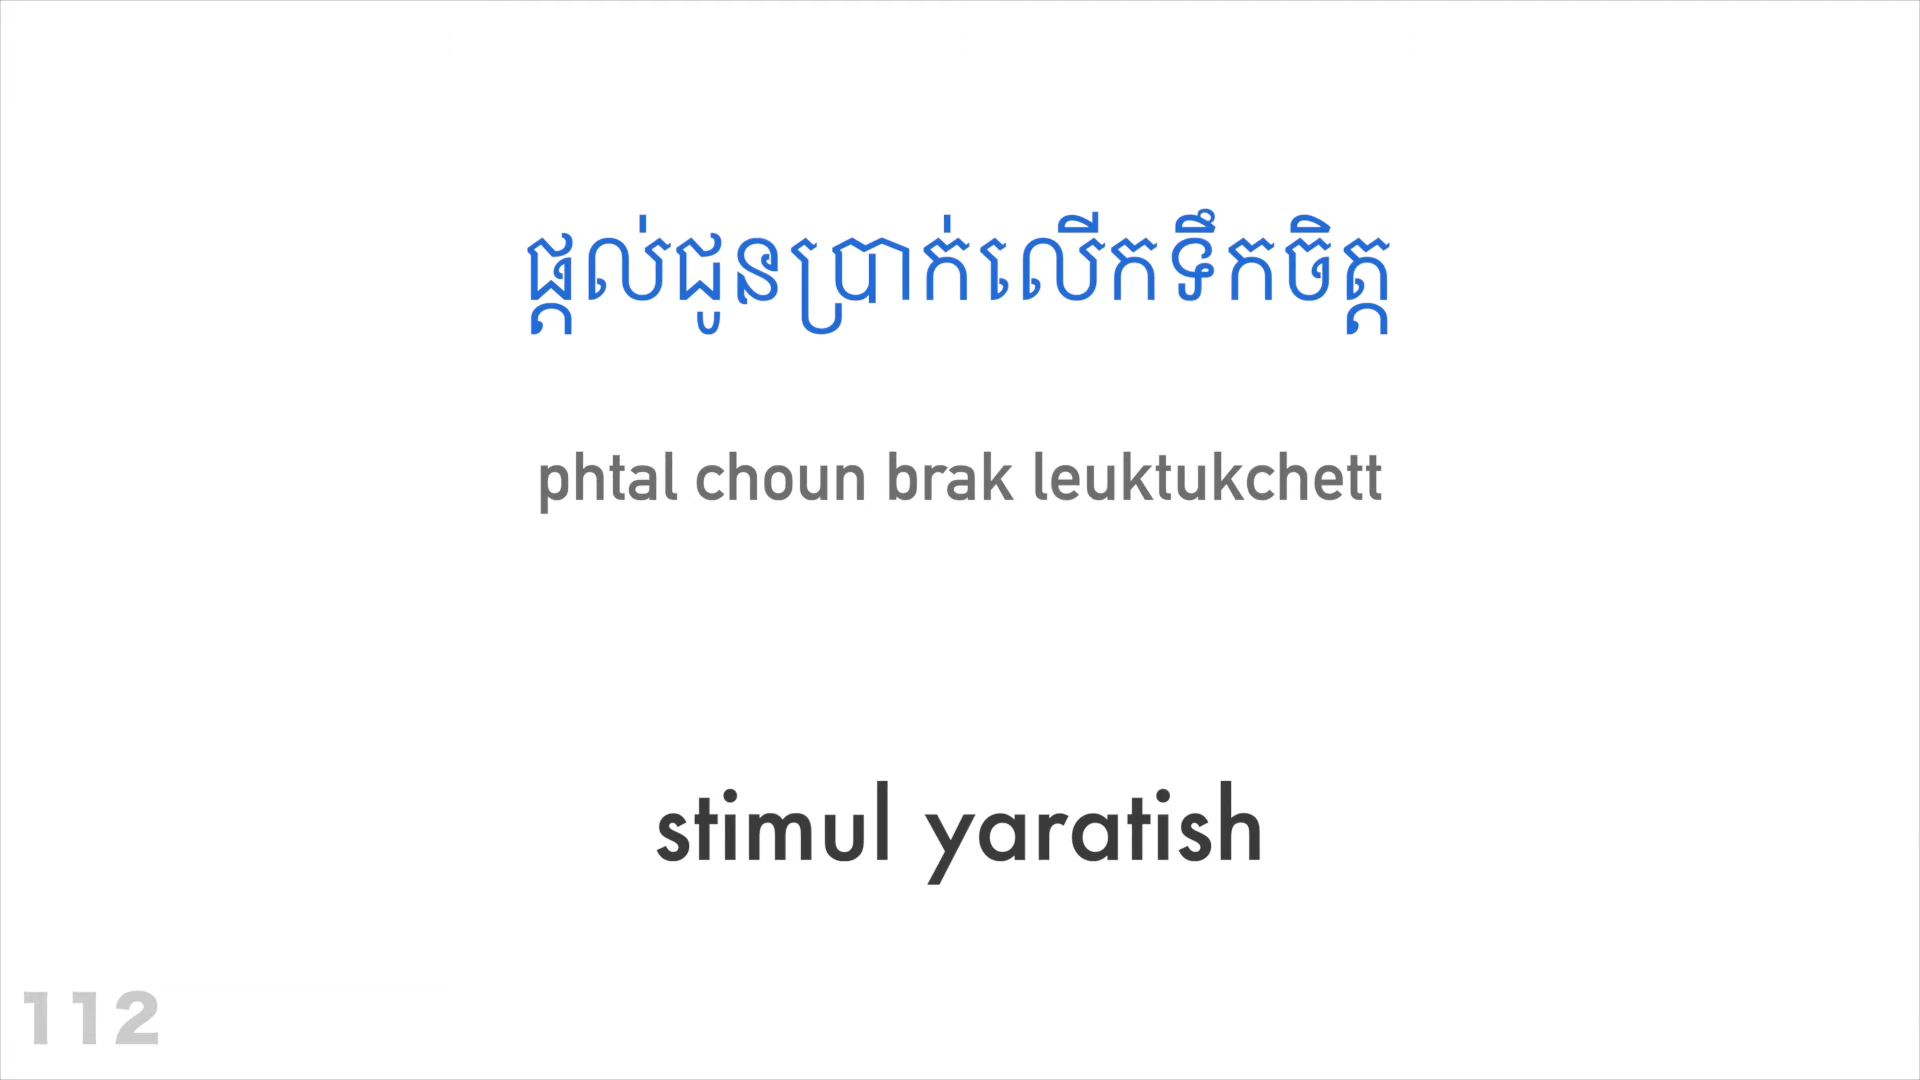 ផ្តល់ជូនប្រាក់លើកទឹកចិត្ត
phtal choun brak leuktukchett
stimul yaratish
112